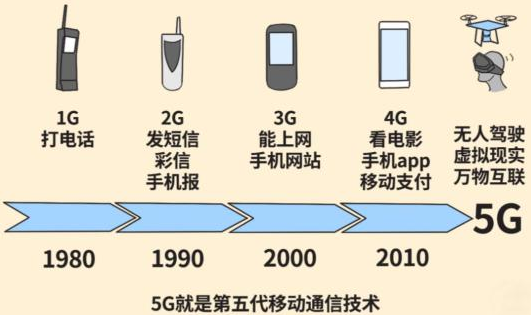 1G
打电话
2G
发短信
彩信
手机报
3G
能上网
手机网站
4G
看电影
手机app
移动支付
无人驾驶
虚拟现实
万物互联
5G
1980
1990
2000
2010
5G就是第五代移动通信技术